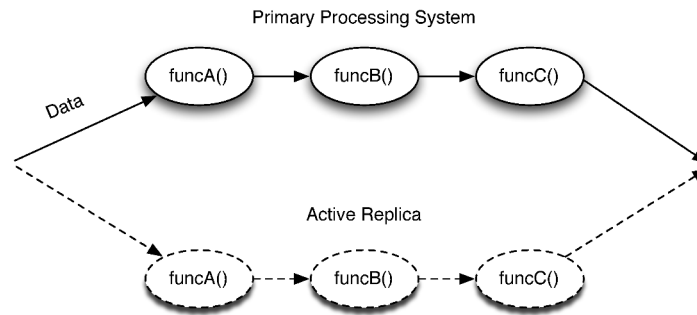 Primary Processing System
funcA()
funcB()
funcC()
Data
Active Replica
funcA()
funcB()
funcC()